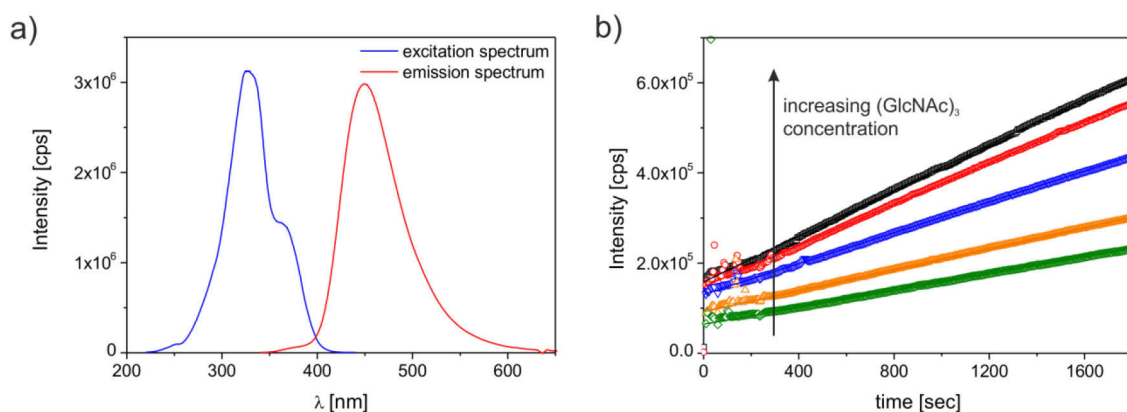 a)
excitation spectrum
emission spectrum
3x10⁶
2x10⁶
1x10⁶
0
Intensity [cps]
200 300 400 500 600
λ [nm]
b)
increasing (GlcNAc)₃
concentration
6.0x10⁵
4.0x10⁵
2.0x10⁵
0.0
Intensity [cps]
0 400 800 1200 1600
time [sec]